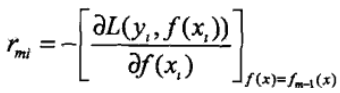 r_{mi} = -\left[ \frac{\partial L(y_i, f(x_i))}{\partial f(x_i)} \right]_{f(x)=f_{m-1}(x)}